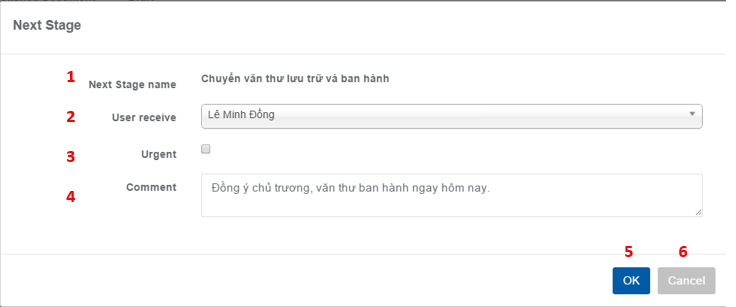 Next Stage
1 Next Stage name Chuyển văn thư lưu trữ và ban hành
2 User receive Lê Minh Đồng
3 Urgent
4 Comment Đồng ý chủ trương, văn thư ban hành ngay hôm nay.
5 6
OK Cancel